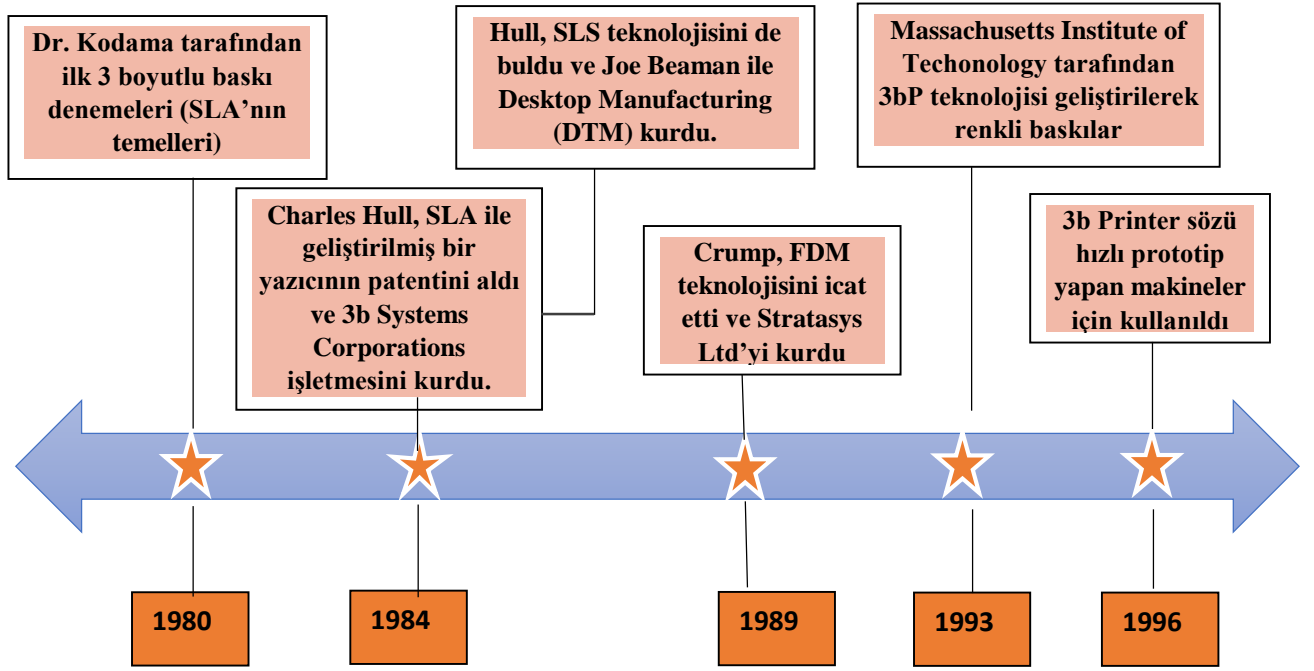 Dr. Kodama tarafından
ilk 3 boyutlu baskı
denemeleri (SLA’nın
temelleri)
Charles Hull, SLA ile
geliştirilmiş bir
yazıcının patentini aldı
ve 3b Systems
Corporations
işletmesini kurdu.
Hull, SLS teknolojisini de
buldu ve Joe Beaman ile
Desktop Manufacturing
(DTM) kurdu.
Crump, FDM
teknolojisini icat
etti ve Stratasys
Ltd’yi kurdu
Massachusetts Institute of
Techonology tarafından
3bP teknolojisi geliştirilerek
renkli baskılar
3b Printer sözü
hızlı prototip
yapan makineler
için kullanıldı
1980
1984
1989
1993
1996